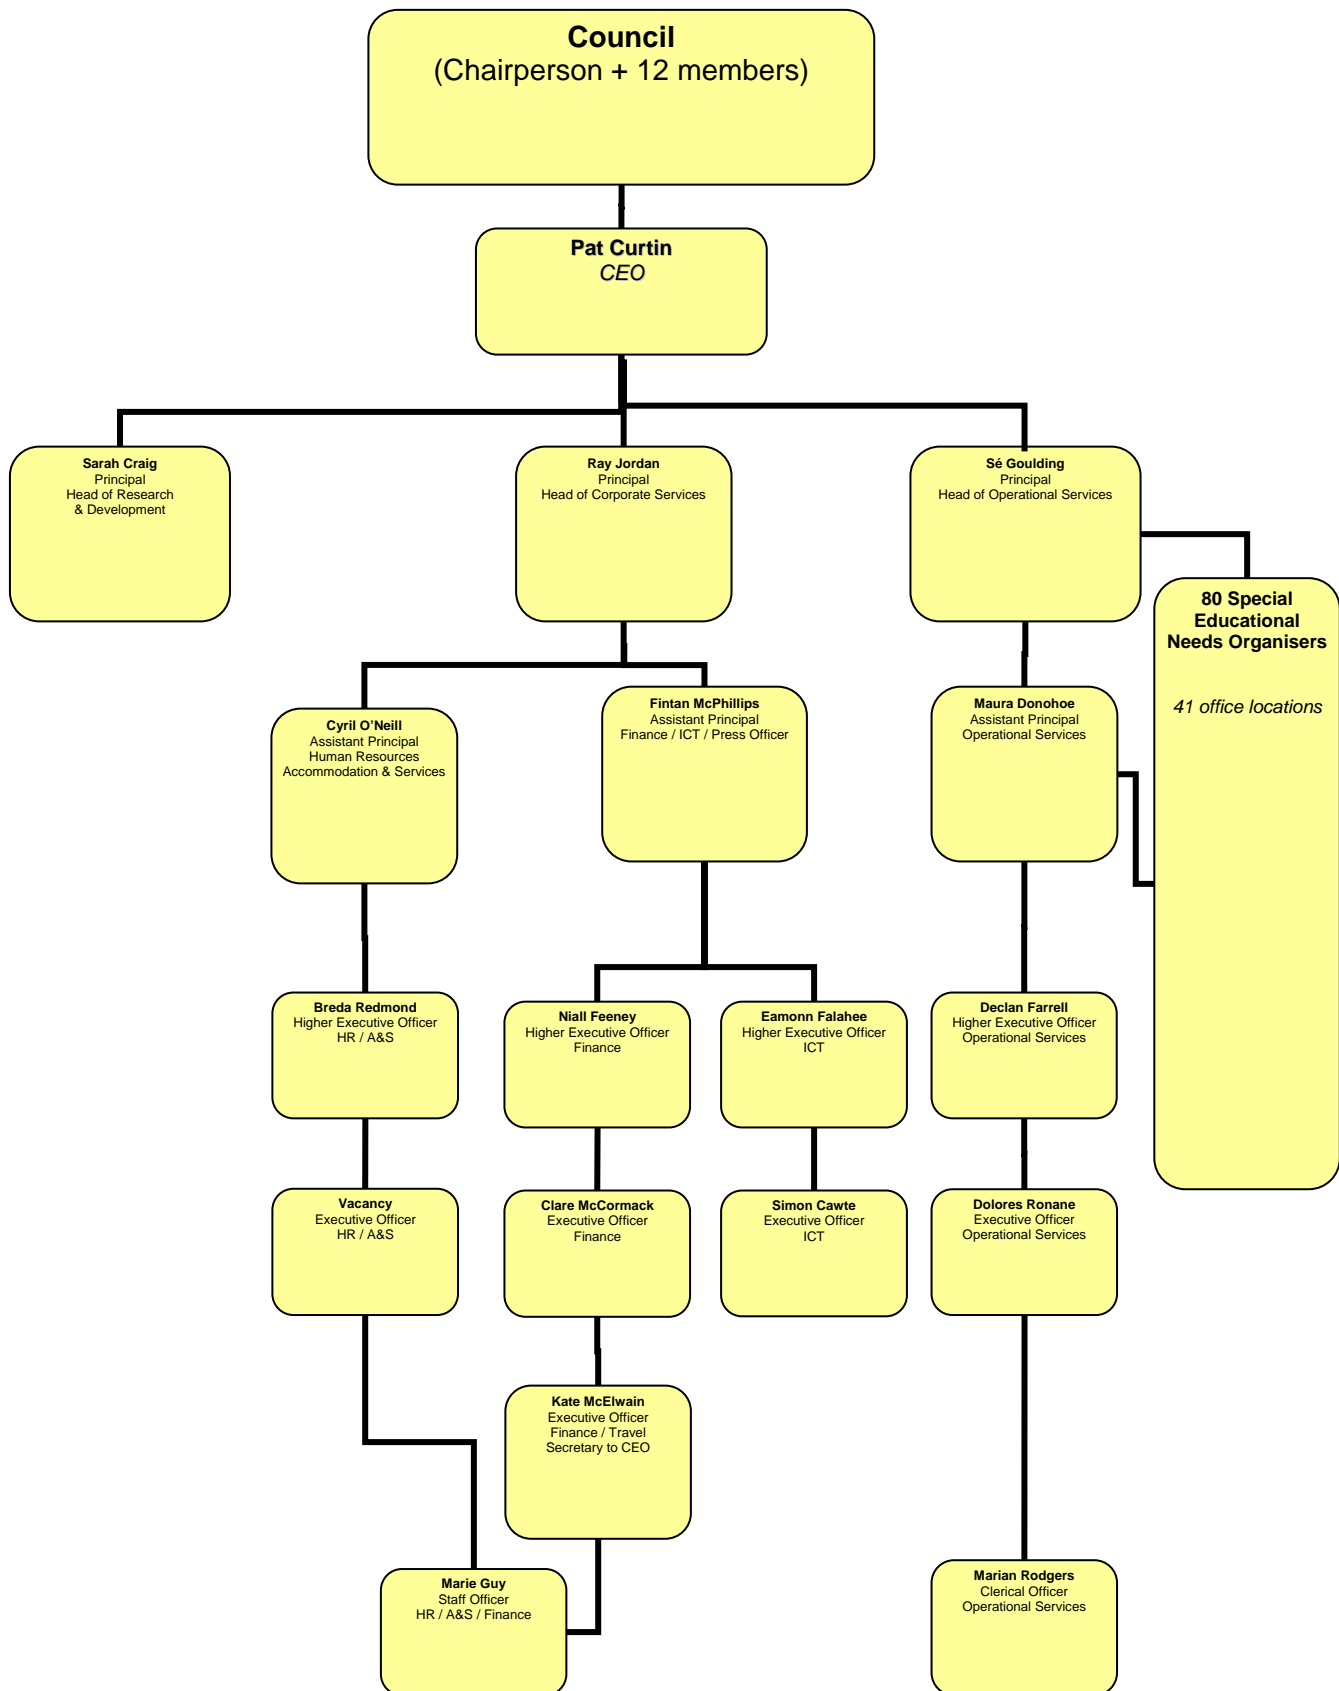 Council
(Chairperson + 12 members)
Pat Curtin
CEO
Sarah Craig
Principal
Head of Research
& Development
Ray Jordan
Principal
Head of Corporate Services
Sé Goulding
Principal
Head of Operational Services
80 Special
Educational
Needs Organisers
41 office locations
Cyril O’Neill
Assistant Principal
Human Resources
Accommodation & Services
Fintan McPhillips
Assistant Principal
Finance / ICT / Press Officer
Maura Donohoe
Assistant Principal
Operational Services
Breda Redmond
Higher Executive Officer
HR / A&S
Niall Feeney
Higher Executive Officer
Finance
Eamonn Falahee
Higher Executive Officer
ICT
Declan Farrell
Higher Executive Officer
Operational Services
Vacancy
Executive Officer
HR / A&S
Clare McCormack
Executive Officer
Finance
Simon Cawte
Executive Officer
ICT
Dolores Ronane
Executive Officer
Operational Services
Kate McElwain
Executive Officer
Finance / Travel
Secretary to CEO
Marie Guy
Staff Officer
HR / A&S / Finance
Marian Rodgers
Clerical Officer
Operational Services